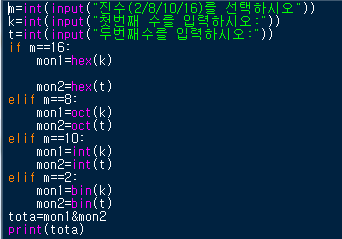 m=int(input("진수(2/8/10/16)를 선택하시오"))
k=int(input("첫번째 수를 입력하시오:"))
t=int(input("두번째수를 입력하시오:"))
if m==16:
    mon1=hex(k)

    mon2=hex(t)
elif m==8:
    mon1=oct(k)
    mon2=oct(t)
elif m==10:
    mon1=int(k)
    mon2=int(t)
elif m==2:
    mon1=bin(k)
    mon2=bin(t)
tota=mon1&mon2
print(tota)